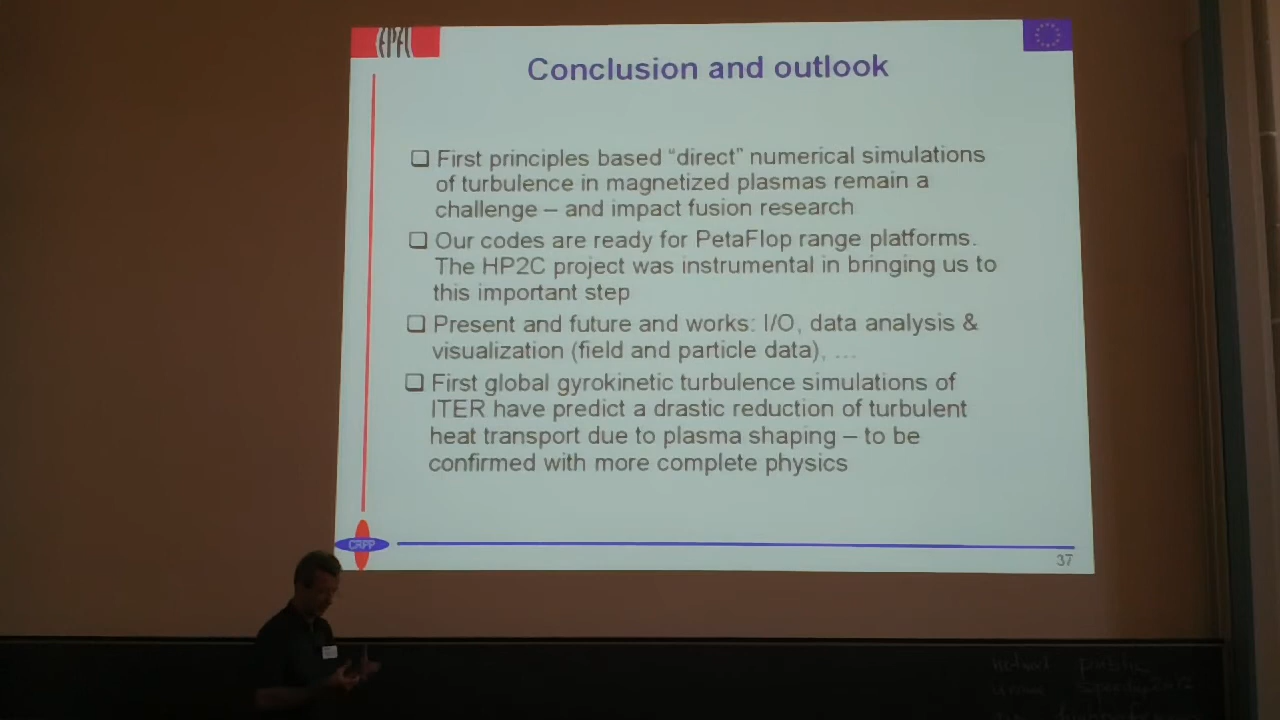 EPFL
Conclusion and outlook
First principles based “direct” numerical simulations
of turbulence in magnetized plasmas remain a
challenge – and impact fusion research
Our codes are ready for PetaFlop range platforms.
The HP2C project was instrumental in bringing us to
this important step
Present and future and works: I/O, data analysis &
visualization (field and particle data), ...
First global gyrokinetic turbulence simulations of
ITER have predict a drastic reduction of turbulent
heat transport due to plasma shaping – to be
confirmed with more complete physics
CRPP
37
public